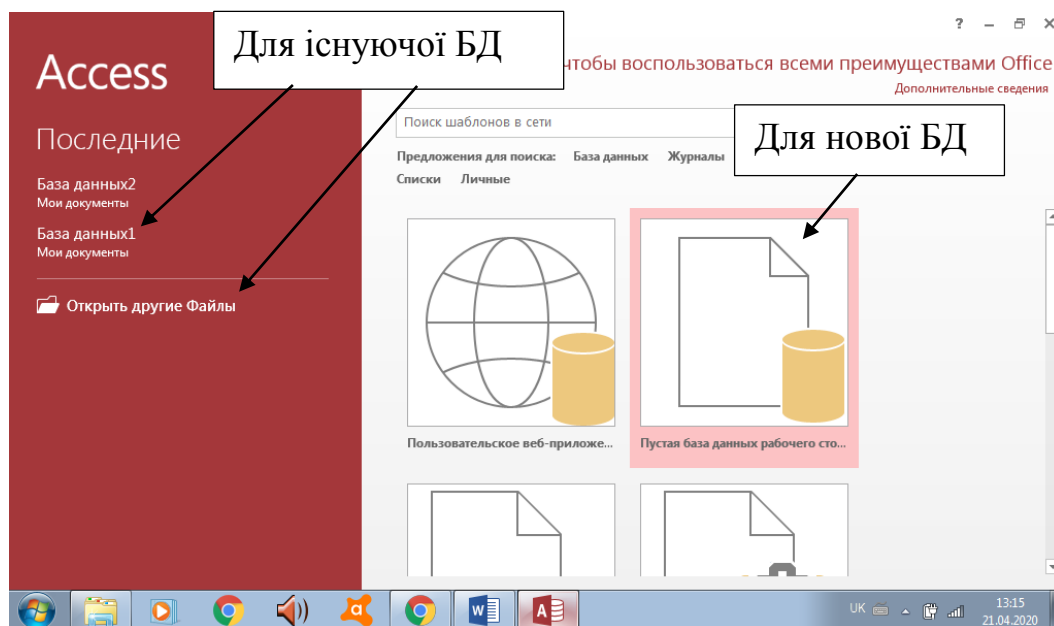 Для існуючої БД
Access
чтобы воспользоваться всеми преимуществами Office
Дополнительные сведения
Последние
База данных2
Мои документы
База данных1
Мои документы
Открыть другие Файлы
Поиск шаблонов в сети
Для нової БД
Предложения для поиска: База данных Журналы
Списки Личные
Пользовательское веб-приложе...
Пустая база данных рабочего сто...
UK
13:15
21.04.2020